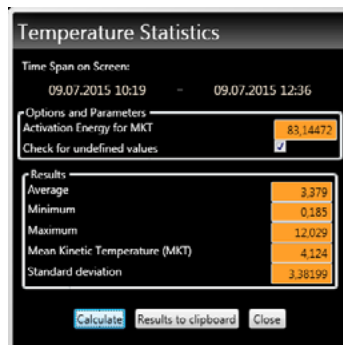 Temperature Statistics
Time Span on Screen:
09.07.2015 10:19 - 09.07.2015 12:36
Options and Parameters
Activation Energy for MKT 83,14472
Check for undefined values
Results
Average 3,379
Minimum 0,185
Maximum 12,029
Mean Kinetic Temperature (MKT) 4,124
Standard deviation 3,38199
Calculate Results to clipboard Close